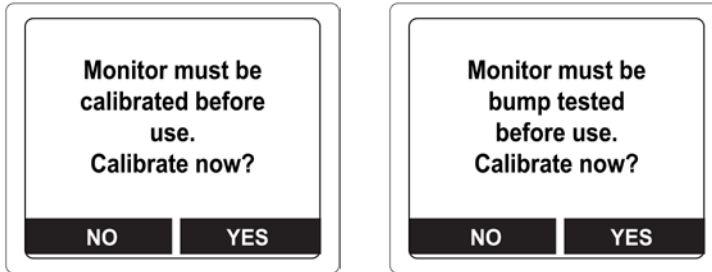 Monitor must be
calibrated before
use.
Calibrate now?
NO YES
Monitor must be
bump tested
before use.
Calibrate now?
NO YES